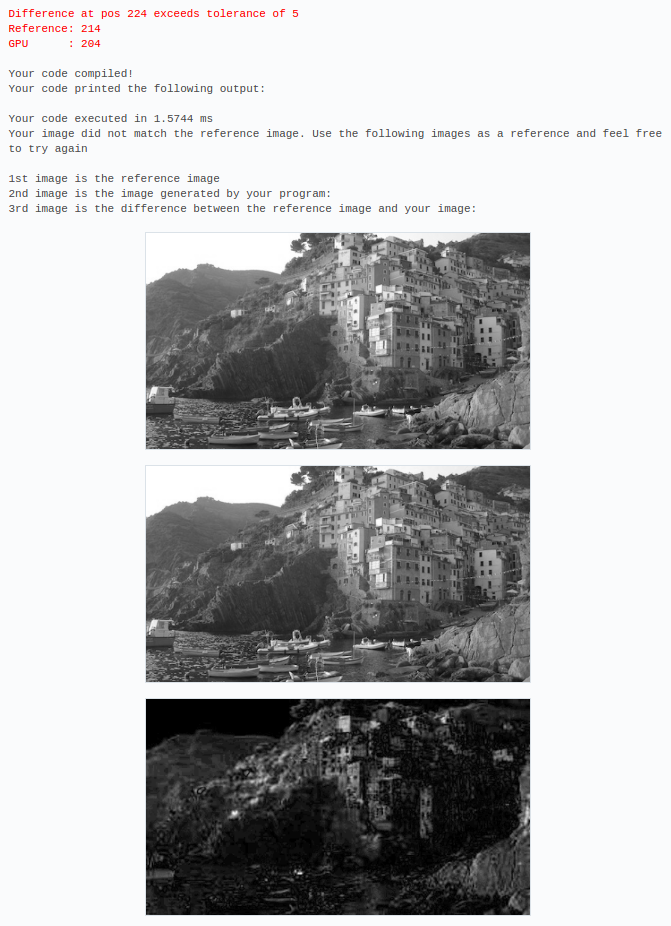 Difference at pos 224 exceeds tolerance of 5
Reference: 214
GPU      : 204
Your code compiled!
Your code printed the following output:
Your code executed in 1.5744 ms
Your image did not match the reference image. Use the following images as a reference and feel free
to try again
1st image is the reference image
2nd image is the image generated by your program:
3rd image is the difference between the reference image and your image: